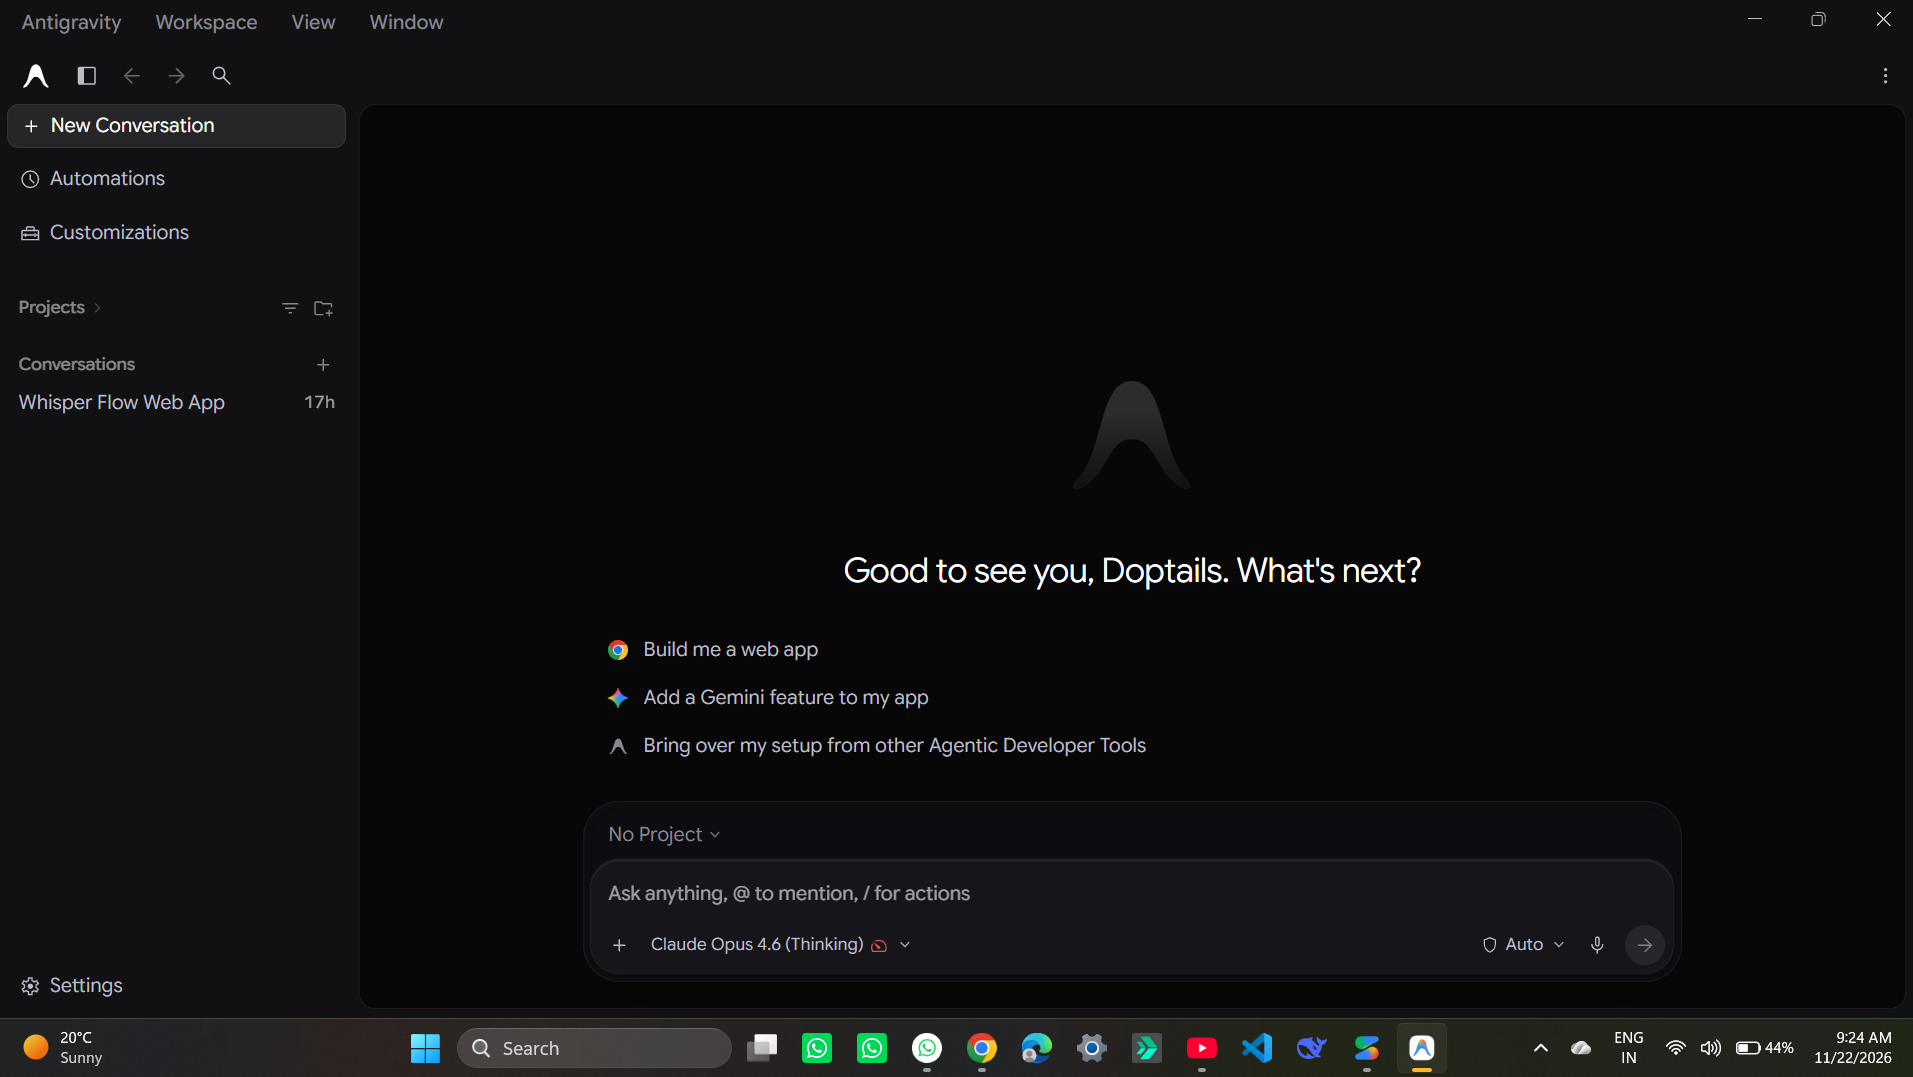 Antigravity Workspace View Window
New Conversation
Automations
Customizations
Projects
Conversations
Whisper Flow Web App 17h
Good to see you, Doptails. What's next?
Build me a web app
Add a Gemini feature to my app
Bring over my setup from other Agentic Developer Tools
No Project
Ask anything, @ to mention, / for actions
Claude Opus 4.6 (Thinking)
Auto
Settings
20°C
Sunny
Search
ENG
IN
44%
9:24 AM
11/22/2026